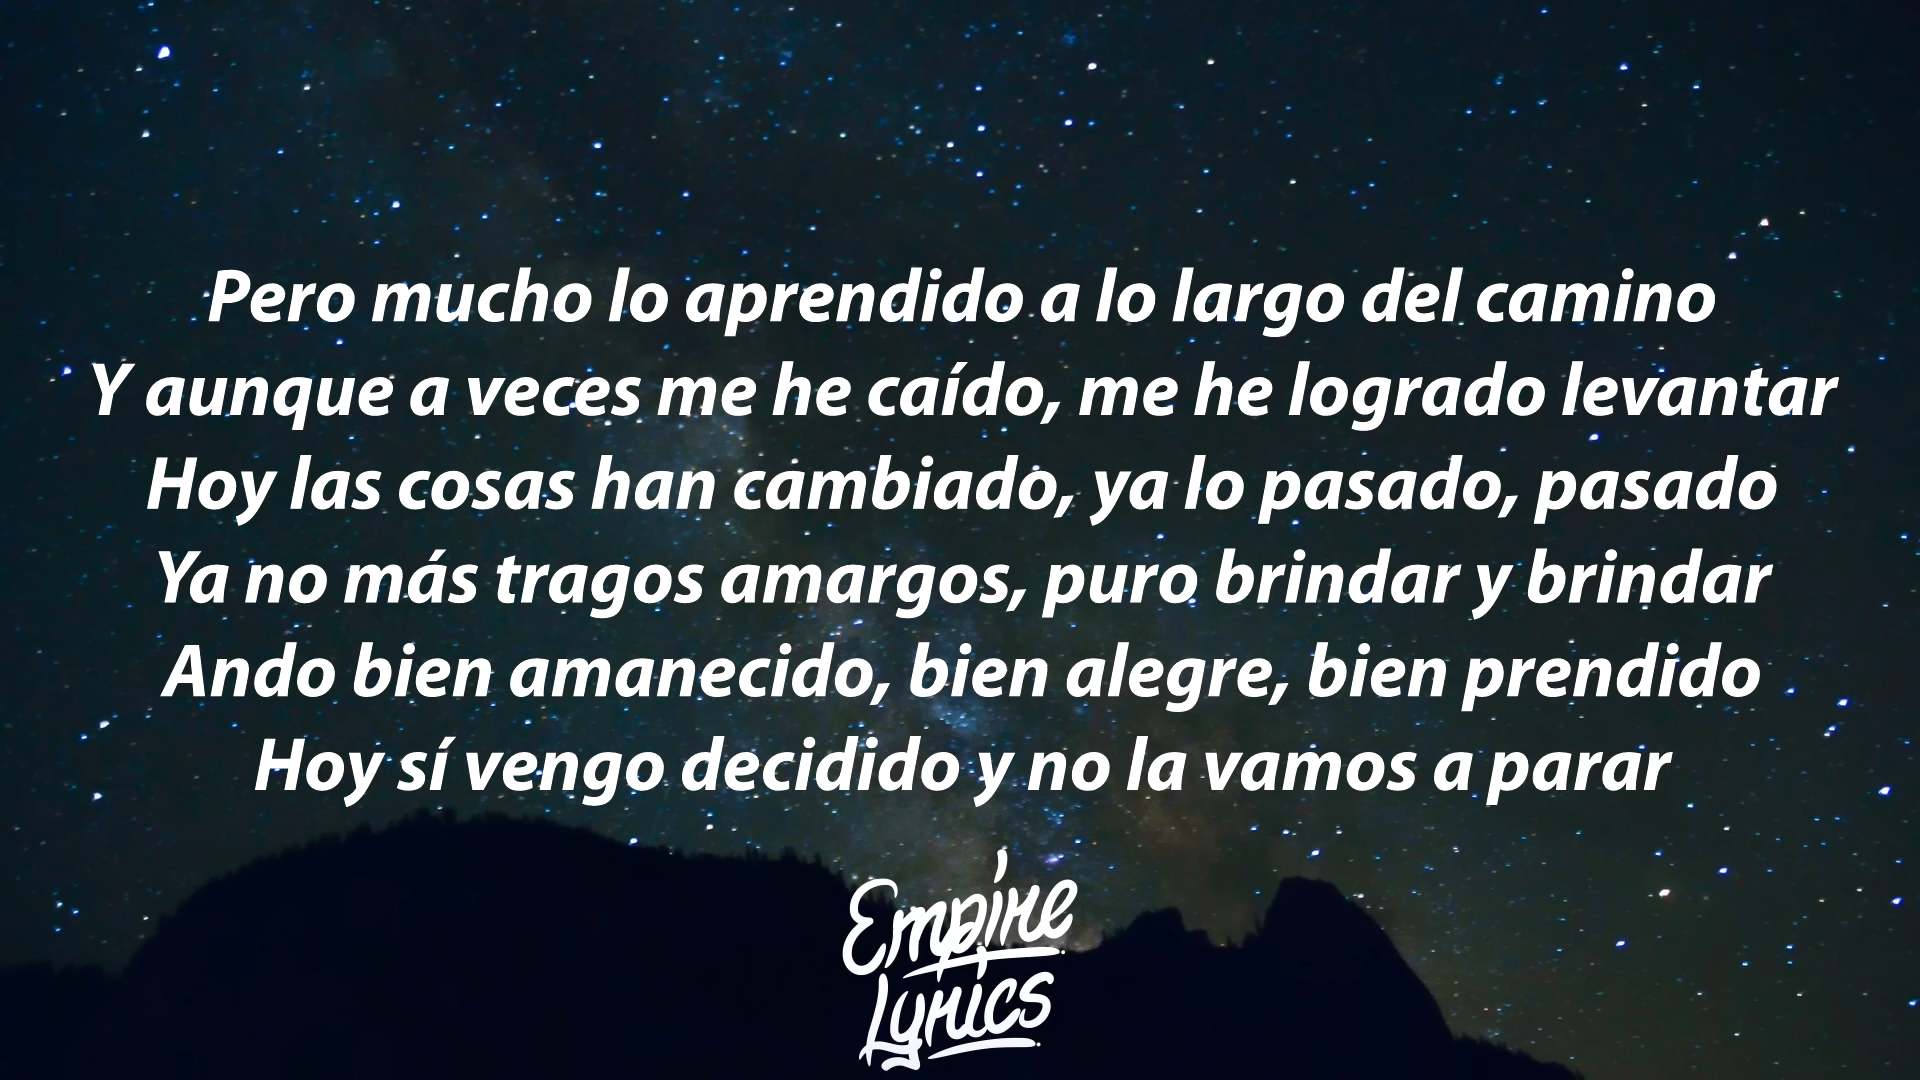 Pero mucho lo aprendido a lo largo del camino
Y aunque a veces me he caído, me he logrado levantar
Hoy las cosas han cambiado, ya lo pasado, pasado
Ya no más tragos amargos, puro brindar y brindar
Ando bien amanecido, bien alegre, bien prendido
Hoy sí vengo decidido y no la vamos a parar
Empire
Lyrics